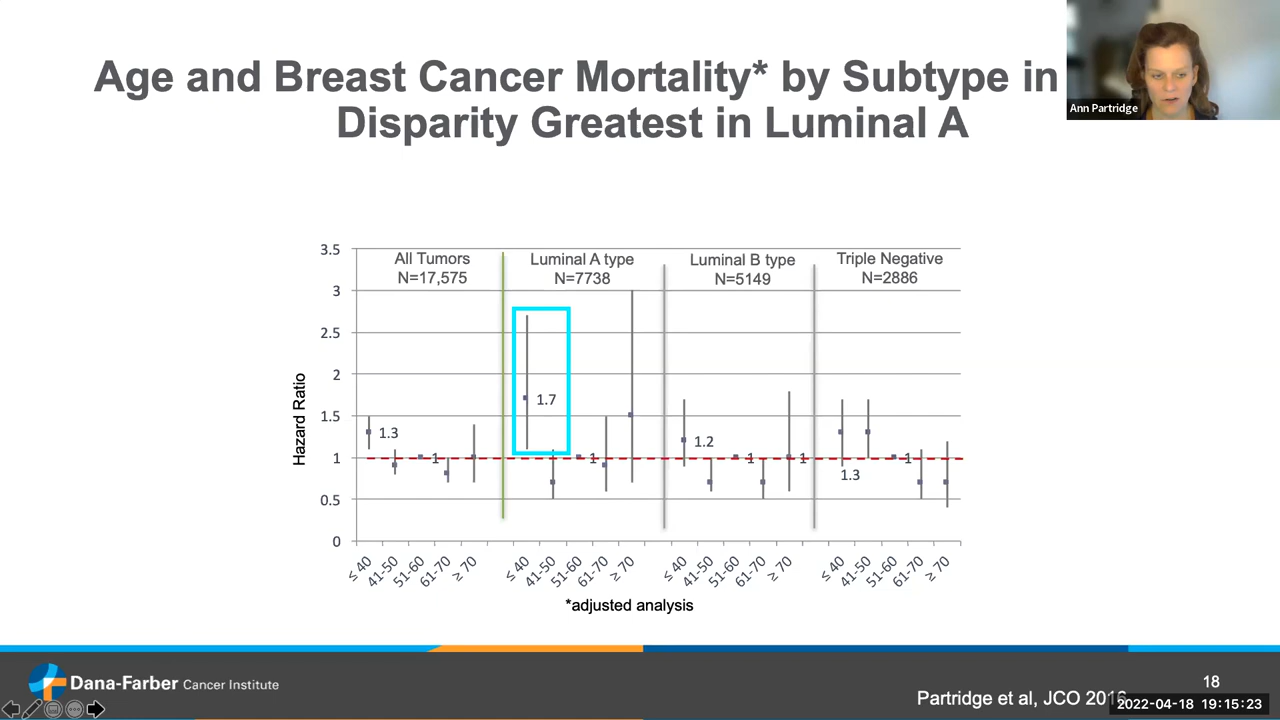 Age and Breast Cancer Mortality* by Subtype in
Disparity Greatest in Luminal A
Ann Partridge
3.5
3
2.5
2
1.5
1
0.5
0
Hazard Ratio
All Tumors
N=17,575
Luminal A type
N=7738
Luminal B type
N=5149
Triple Negative
N=2886
1.3
1
1.7
1
1.2
1
1
1.3
1
≤ 40
41-50
51-60
61-70
≥ 70
≤ 40
41-50
51-60
61-70
≥ 70
≤ 40
41-50
51-60
61-70
≥ 70
≤ 40
41-50
51-60
61-70
≥ 70
*adjusted analysis
Dana-Farber Cancer Institute
18
Partridge et al, JCO
2022-04-18 19:15:23